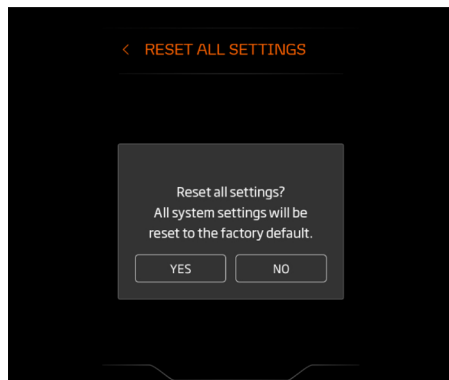 < RESET ALL SETTINGS
Reset all settings?
All system settings will be
reset to the factory default.
YES NO